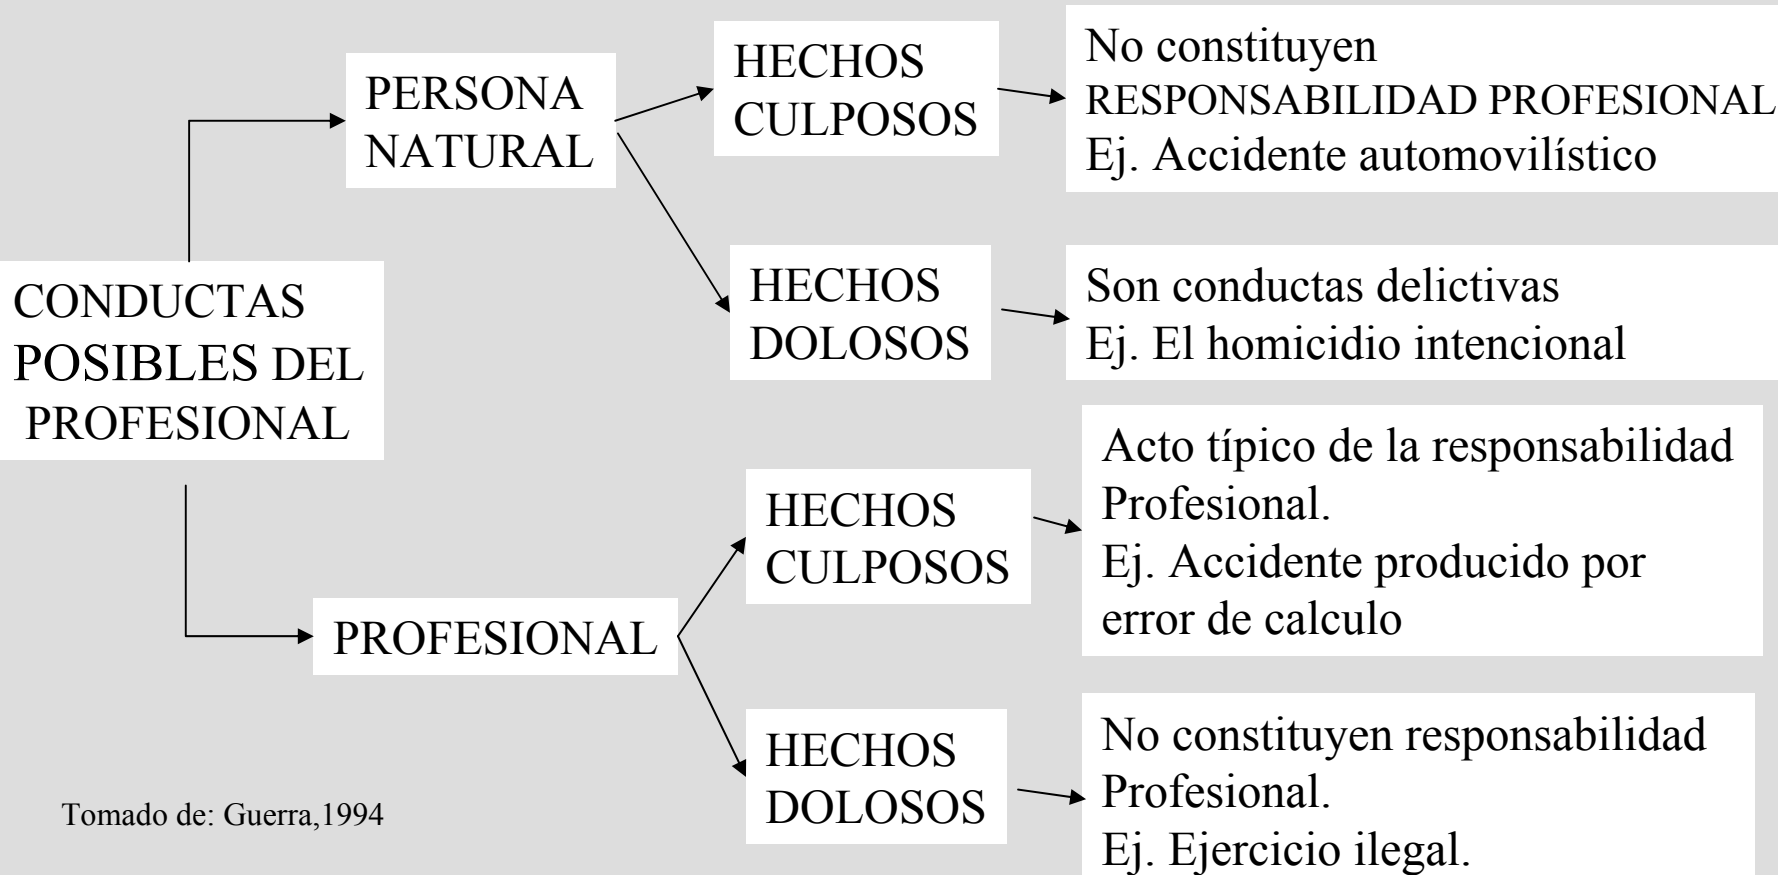 CONDUCTAS
POSIBLES DEL
PROFESIONAL
PERSONA
NATURAL
HECHOS
CULPOSOS
No constituyen
RESPONSABILIDAD PROFESIONAL
Ej. Accidente automovilístico
HECHOS
DOLOSOS
Son conductas delictivas
Ej. El homicidio intencional
PROFESIONAL
HECHOS
CULPOSOS
Acto típico de la responsabilidad
Profesional.
Ej. Accidente producido por
error de calculo
HECHOS
DOLOSOS
No constituyen responsabilidad
Profesional.
Ej. Ejercicio ilegal.
Tomado de: Guerra,1994